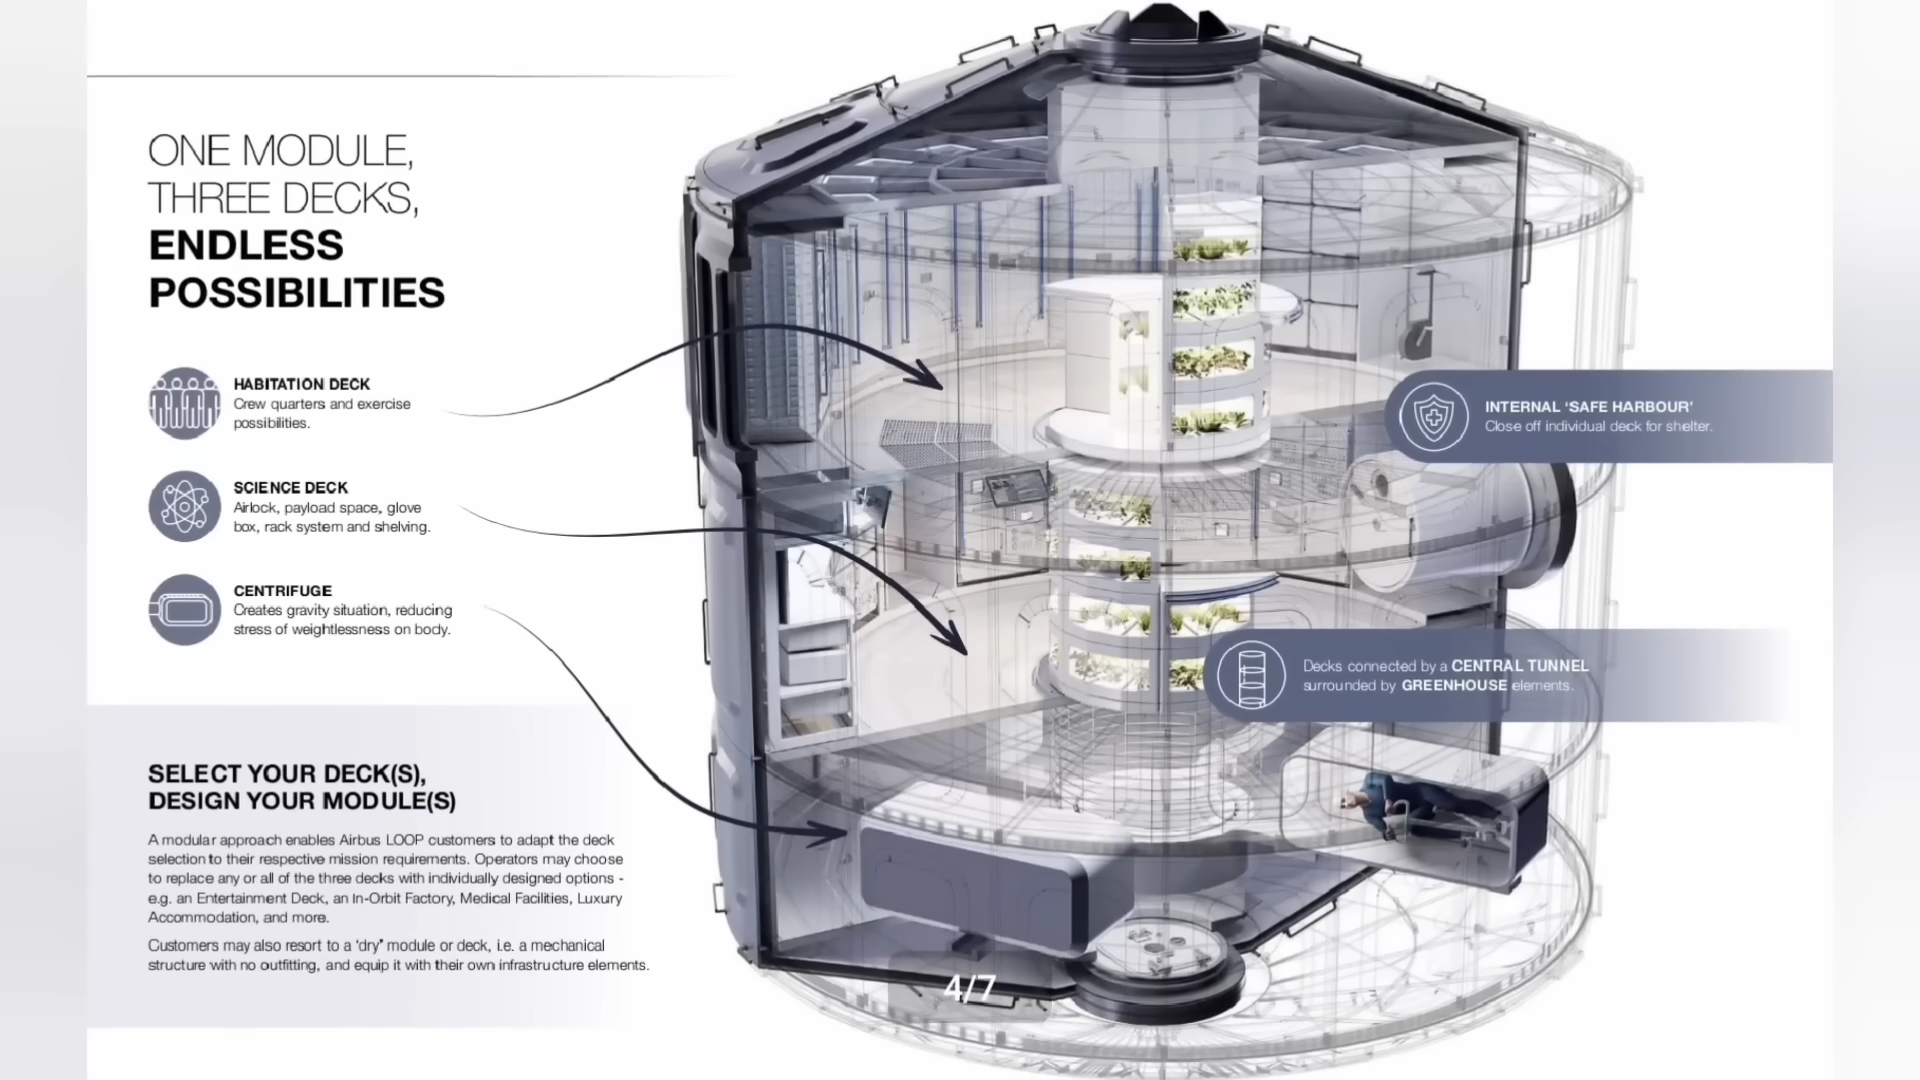 ONE MODULE,
THREE DECKS,
ENDLESS
POSSIBILITIES
HABITATION DECK
Crew quarters and exercise
possibilities.
SCIENCE DECK
Airlock, payload space, glove
box, rack system and shelving.
CENTRIFUGE
Creates gravity situation, reducing
stress of weightlessness on body.
SELECT YOUR DECK(S),
DESIGN YOUR MODULE(S)
A modular approach enables Airbus LOOP customers to adapt the deck
selection to their respective mission requirements. Operators may choose
to replace any or all of the three decks with individually designed options -
e.g. an Entertainment Deck, an In-Orbit Factory, Medical Facilities, Luxury
Accommodation, and more.
Customers may also resort to a ‘dry’ module or deck, i.e. a mechanical
structure with no outfitting, and equip it with their own infrastructure elements.
INTERNAL ‘SAFE HARBOUR’
Close off individual deck for shelter.
Decks connected by a CENTRAL TUNNEL
surrounded by GREENHOUSE elements.
4/7